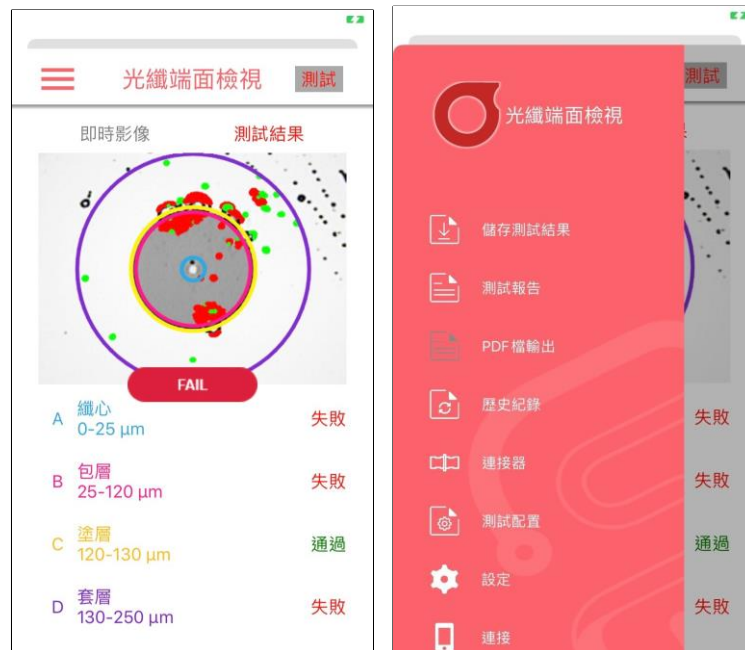 光纖端面檢視
測試
即時影像
測試結果
FAIL
A
纖心
0-25 μm
失敗
B
包層
25-120 μm
失敗
C
塗層
120-130 μm
通過
D
套層
130-250 μm
失敗
光纖端面檢視
測試
儲存測試結果
測試報告
PDF 檔輸出
歷史紀錄
連接器
測試配置
設定
連接
失敗
失敗
通過
失敗